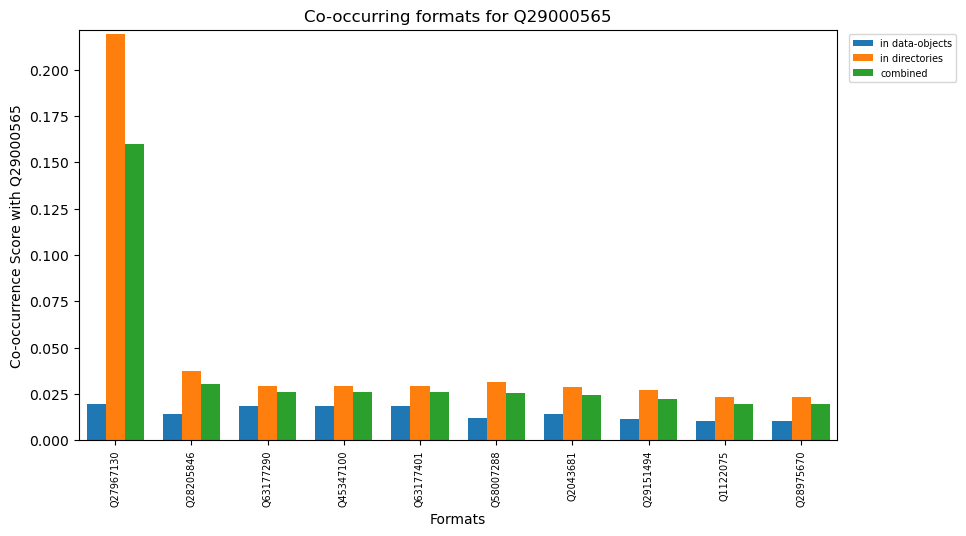 Co-occurring formats for Q29000565
Co-occurrence Score with Q29000565
0.200
0.175
0.150
0.125
0.100
0.075
0.050
0.025
0.000
Q27967130
Q28205846
Q63177290
Q45347100
Q63177401
Q58007288
Q2043681
Q29151494
Q1122075
Q28975670
Formats
in data-objects
in directories
combined